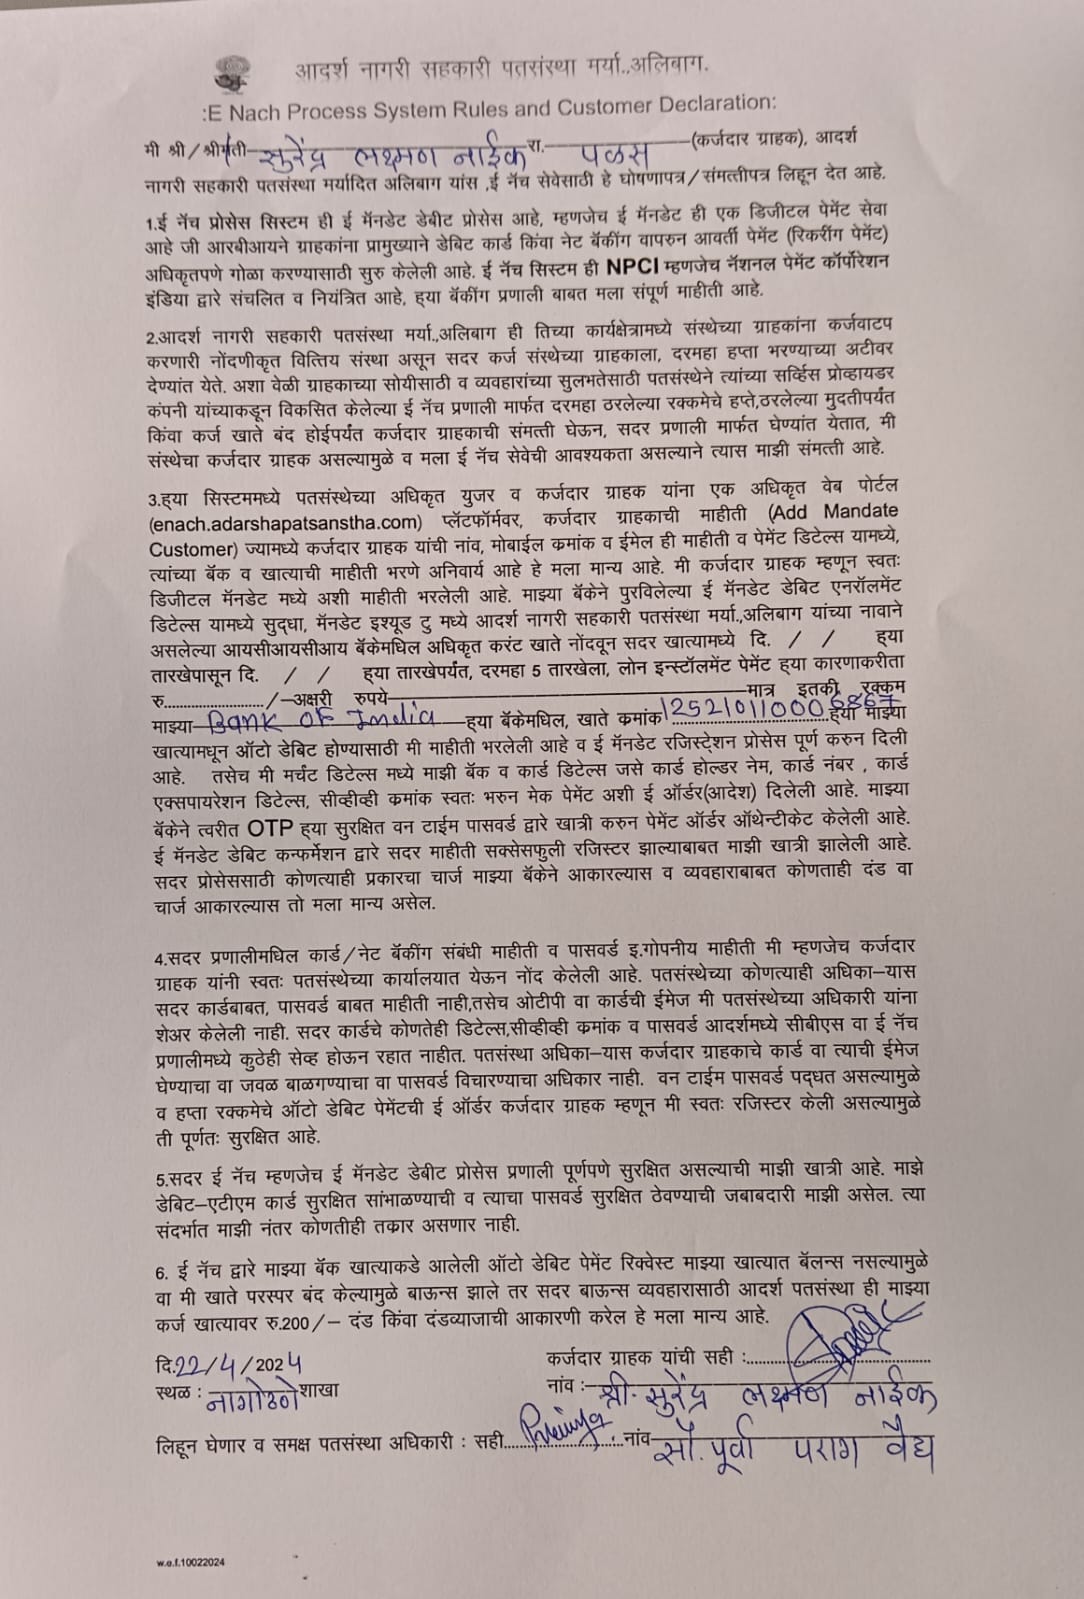 आदर्श नागरी सहकारी पतसंस्था मर्या.,अलिबाग.
:E Nach Process System Rules and Customer Declaration:
मी श्री/श्रीमती सुरेंद्र लक्ष्मण नाईक रा. पळस (कर्जदार ग्राहक), आदर्श
नागरी सहकारी पतसंस्था मर्यादित अलिबाग यांस ,ई नॅच सेवेसाठी हे घोषणापत्र/संमत्तीपत्र लिहून देत आहे.
1.ई नॅच प्रोसेस सिस्टम ही ई मॅनडेट डेबीट प्रोसेस आहे, म्हणजेच ई मॅनडेट ही एक डिजीटल पेमेंट सेवा
आहे जी आरबीआयने ग्राहकांना प्रामुख्याने डेबिट कार्ड किंवा नेट बॅकींग वापरुन आवर्ती पेमेंट (रिकरींग पेमेंट)
अधिकृतपणे गोळा करण्यासाठी सुरु केलेली आहे. ई नॅच सिस्टम ही NPCI म्हणजेच नॅशनल पेमेंट कॉर्पोरेशन
इंडिया द्वारे संचलित व नियंत्रित आहे, ह्या बॅकींग प्रणाली बाबत मला संपूर्ण माहीती आहे.
2.आदर्श नागरी सहकारी पतसंस्था मर्या.,अलिबाग ही तिच्या कार्यक्षेत्रामध्ये संस्थेच्या ग्राहकांना कर्जवाटप
करणारी नोंदणीकृत वित्तिय संस्था असून सदर कर्ज संस्थेच्या ग्राहकाला, दरमहा हप्ता भरण्याच्या अटीवर
देण्यांत येते. अशा वेळी ग्राहकाच्या सोयीसाठी व व्यवहारांच्या सुलभतेसाठी पतसंस्थेने त्यांच्या सर्व्हिस प्रोव्हायडर
कंपनी यांच्याकडून विकसित केलेल्या ई नॅच प्रणाली मार्फत दरमहा ठरलेल्या रक्कमेचे हप्ते,ठरलेल्या मुदतीपर्यंत
किंवा कर्ज खाते बंद होईपर्यंत कर्जदार ग्राहकाची संमत्ती घेऊन, सदर प्रणाली मार्फत घेण्यांत येतात, मी
संस्थेचा कर्जदार ग्राहक असल्यामुळे व मला ई नॅच सेवेची आवश्यकता असल्याने त्यास माझी संमत्ती आहे.
3.ह्या सिस्टममध्ये पतसंस्थेच्या अधिकृत युजर व कर्जदार ग्राहक यांना एक अधिकृत वेब पोर्टल
(enach.adarshapatsanstha.com) प्लॅटफॉर्मवर, कर्जदार ग्राहकाची माहीती (Add Mandate
Customer) ज्यामध्ये कर्जदार ग्राहक यांची नांव, मोबाईल क्रमांक व ईमेल ही माहीती व पेमेंट डिटेल्स यामध्ये,
त्यांच्या बॅक व खात्याची माहीती भरणे अनिवार्य आहे हे मला मान्य आहे. मी कर्जदार ग्राहक म्हणून स्वतः
डिजीटल मॅनडेट मध्ये अशी माहीती भरलेली आहे. माझ्या बॅकेने पुरविलेल्या ई मॅनडेट डेबिट एनरॉलमेंट
डिटेल्स यामध्ये सुद्धा, मॅनडेट इश्यूड टु मध्ये आदर्श नागरी सहकारी पतसंस्था मर्या.,अलिबाग यांच्या नावाने
असलेल्या आयसीआयसीआय बॅकेमधिल अधिकृत करंट खाते नोंदवून सदर खात्यामध्ये दि. / / ह्या
तारखेपासून दि. / / ह्या तारखेपर्यंत, दरमहा 5 तारखेला, लोन इन्स्टॉलमेंट पेमेंट ह्या कारणाकरीता
रु........................../-अक्षरी रुपये मात्र इतकी रक्कम
माझ्या Bank Of India ह्या बॅकेमधिल, खाते क्रमांक 125210110006867 ह्या माझ्या
खात्यामधून ऑटो डेबिट होण्यासाठी मी माहीती भरलेली आहे व ई मॅनडेट रजिस्ट्रेशन प्रोसेस पूर्ण करुन दिली
आहे. तसेच मी मर्चंट डिटेल्स मध्ये माझी बॅक व कार्ड डिटेल्स जसे कार्ड होल्डर नेम, कार्ड नंबर , कार्ड
एक्सपायरेशन डिटेल्स, सीव्हीव्ही क्रमांक स्वतः भरुन मेक पेमेंट अशी ई ऑर्डर(आदेश) दिलेली आहे. माझ्या
बॅकेने त्वरीत OTP ह्या सुरक्षित वन टाईम पासवर्ड द्वारे खात्री करुन पेमेंट ऑर्डर ऑथेन्टीकेट केलेली आहे.
ई मॅनडेट डेबिट कन्फर्मेशन द्वारे सदर माहीती सक्सेसफुली रजिस्टर झाल्याबाबत माझी खात्री झालेली आहे.
सदर प्रोसेससाठी कोणत्याही प्रकारचा चार्ज माझ्या बॅकेने आकारल्यास व व्यवहाराबाबत कोणताही दंड वा
चार्ज आकारल्यास तो मला मान्य असेल.
4.सदर प्रणालीमधिल कार्ड/नेट बॅकींग संबंधी माहीती व पासवर्ड इ.गोपनीय माहीती मी म्हणजेच कर्जदार
ग्राहक यांनी स्वतः पतसंस्थेच्या कार्यालयात येऊन नोंद केलेली आहे. पतसंस्थेच्या कोणत्याही अधिका-यास
सदर कार्डबाबत, पासवर्ड बाबत माहीती नाही,तसेच ओटीपी वा कार्डची ईमेज मी पतसंस्थेच्या अधिकारी यांना
शेअर केलेली नाही. सदर कार्डचे कोणतेही डिटेल्स,सीव्हीव्ही क्रमांक व पासवर्ड आदर्शमध्ये सीबीएस वा ई नॅच
प्रणालीमध्ये कुठेही सेव्ह होऊन रहात नाहीत. पतसंस्था अधिका-यास कर्जदार ग्राहकाचे कार्ड वा त्याची ईमेज
घेण्याचा वा जवळ बाळगण्याचा वा पासवर्ड विचारण्याचा अधिकार नाही. वन टाईम पासवर्ड पद्धत असल्यामुळे
व हप्ता रक्कमेचे ऑटो डेबिट पेमेंटची ई ऑर्डर कर्जदार ग्राहक म्हणून मी स्वतः रजिस्टर केली असल्यामुळे
ती पूर्णतः सुरक्षित आहे.
5.सदर ई नॅच म्हणजेच ई मॅनडेट डेबीट प्रोसेस प्रणाली पूर्णपणे सुरक्षित असल्याची माझी खात्री आहे. माझे
डेबिट-एटीएम कार्ड सुरक्षित सांभाळण्याची व त्याचा पासवर्ड सुरक्षित ठेवण्याची जबाबदारी माझी असेल. त्या
संदर्भात माझी नंतर कोणतीही तक्रार असणार नाही.
6. ई नॅच द्वारे माझ्या बॅक खात्याकडे आलेली ऑटो डेबिट पेमेंट रिक्वेस्ट माझ्या खात्यात बॅलन्स नसल्यामुळे
वा मी खाते परस्पर बंद केल्यामुळे बाऊन्स झाले तर सदर बाऊन्स व्यवहारासाठी आदर्श पतसंस्था ही माझ्या
कर्ज खात्यावर रु.200/- दंड किंवा दंडव्याजाची आकारणी करेल हे मला मान्य आहे.
दि.22/4/2024 कर्जदार ग्राहक यांची सही :
स्थळ : नागोठणे शाखा नांव :- श्री. सुरेंद्र लक्ष्मण नाईक
लिहून घेणार व समक्ष पतसंस्था अधिकारी : सही नांव सौ. पूर्वा पराग वैद्य
w.e.f.10022024